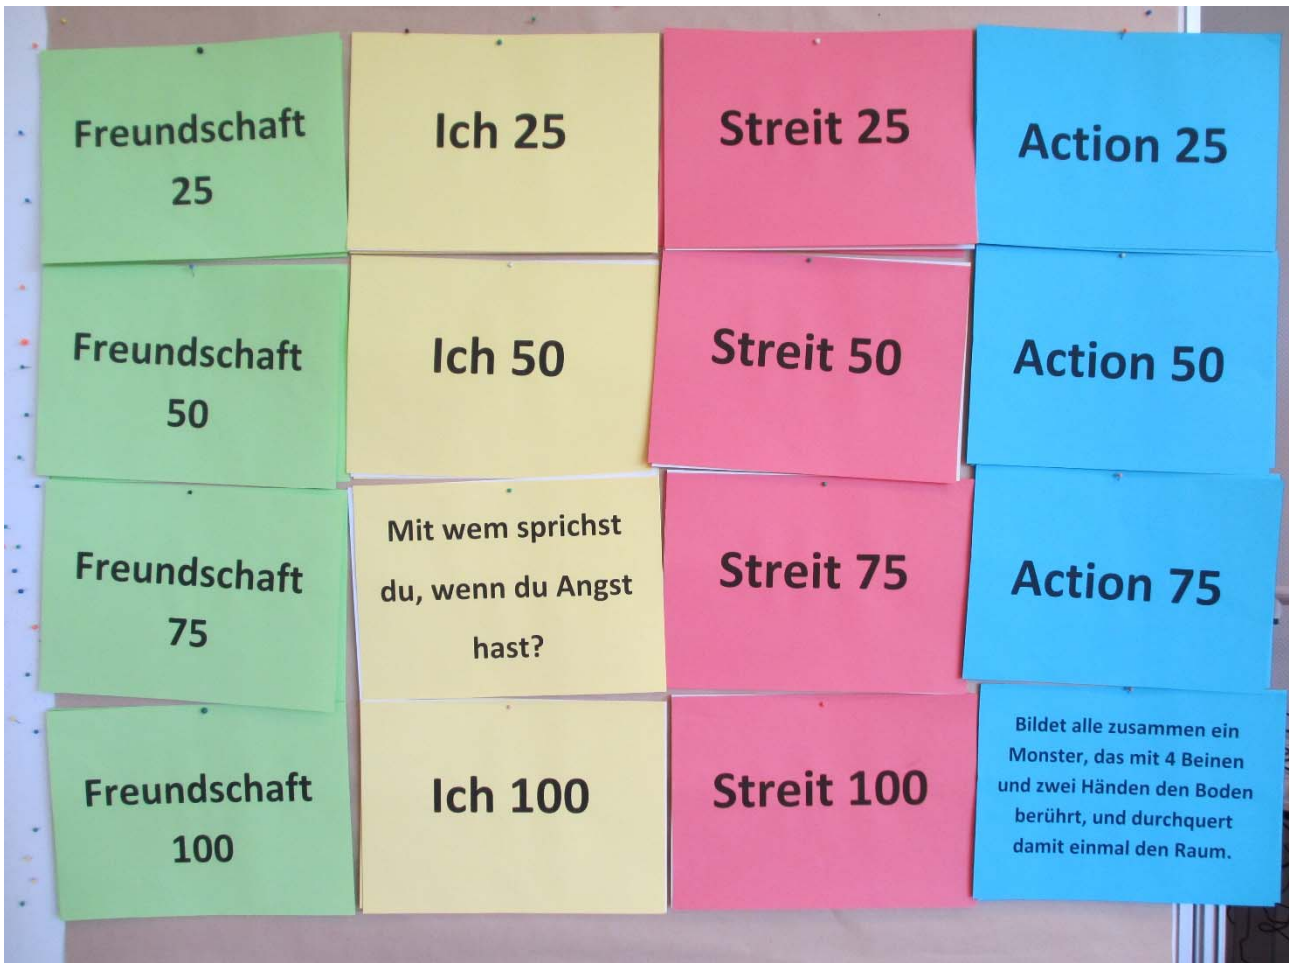 Freundschaft
25
Ich 25
Streit 25
Action 25
Freundschaft
50
Ich 50
Streit 50
Action 50
Freundschaft
75
Mit wem sprichst
du, wenn du Angst
hast?
Streit 75
Action 75
Freundschaft
100
Ich 100
Streit 100
Bildet alle zusammen ein
Monster, das mit 4 Beinen
und zwei Händen den Boden
berührt, und durchquert
damit einmal den Raum.